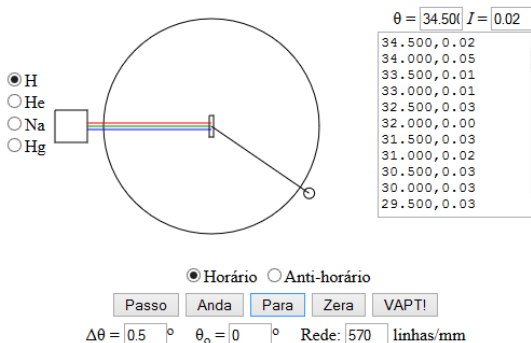 θ = 34.50( I = 0.02
34.500,0.02
34.000,0.05
33.500,0.01
33.000,0.01
32.500,0.03
32.000,0.00
31.500,0.03
31.000,0.02
30.500,0.03
30.000,0.03
29.500,0.03
H
He
Na
Hg
Horário Anti-horário
Passo Anda Para Zera VAPT!
Δθ = 0.5 º θo = 0 º Rede: 570 linhas/mm